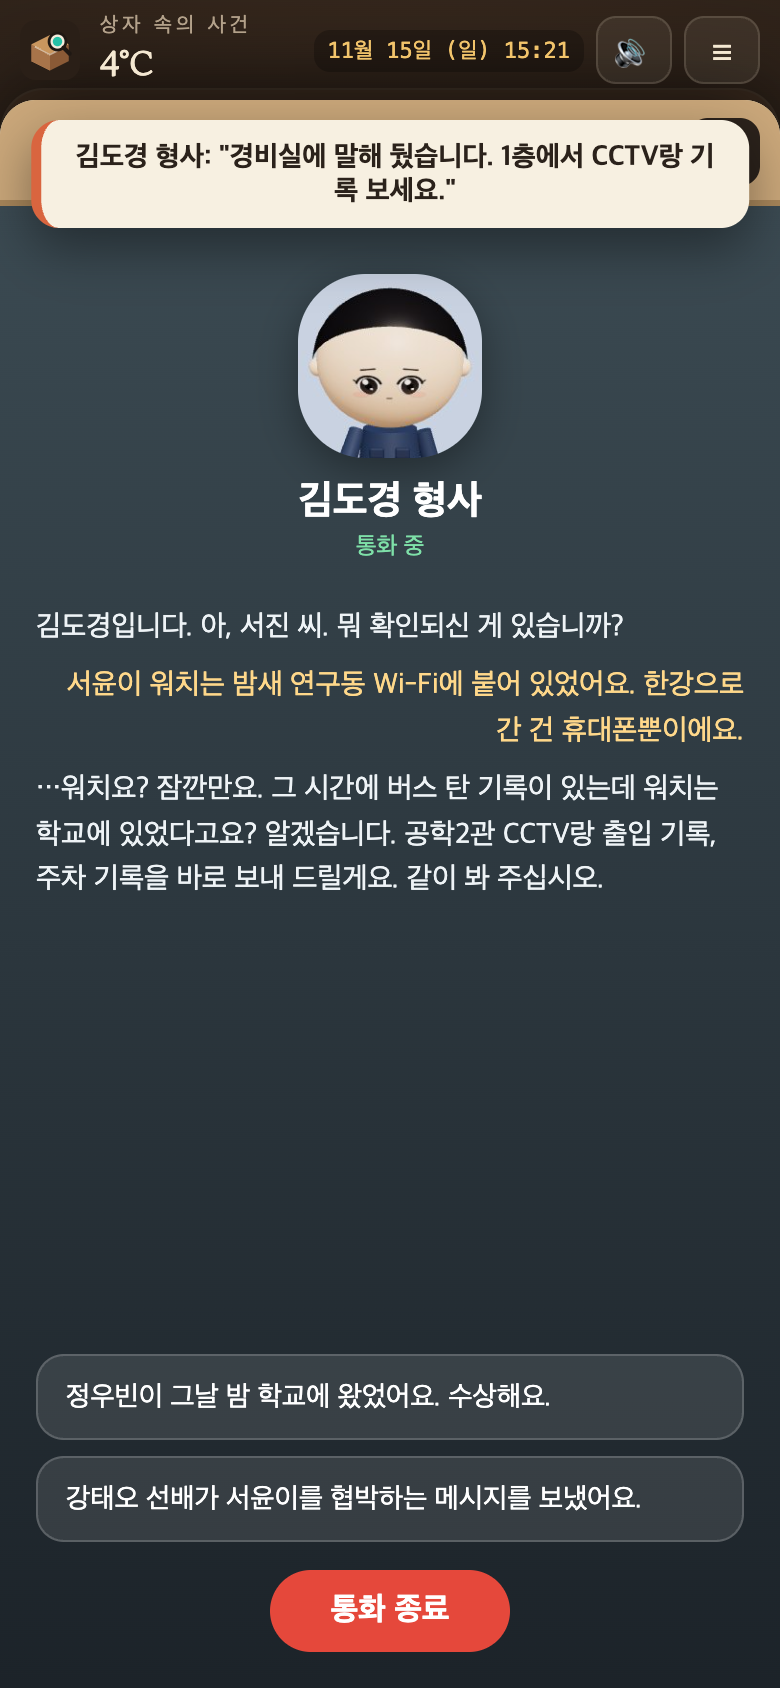 상자 속의 사건
4°C
11월 15일 (일) 15:21
김도경 형사: "경비실에 말해 뒀습니다. 1층에서 CCTV랑 기
록 보세요."
김도경 형사
통화 중
김도경입니다. 아, 서진 씨. 뭐 확인되신 게 있습니까?
서윤이 워치는 밤새 연구동 Wi-Fi에 붙어 있었어요. 한강으로
간 건 휴대폰뿐이에요.
…워치요? 잠깐만요. 그 시간에 버스 탄 기록이 있는데 워치는
학교에 있었다고요? 알겠습니다. 공학2관 CCTV랑 출입 기록,
주차 기록을 바로 보내 드릴게요. 같이 봐 주십시오.
정우빈이 그날 밤 학교에 왔었어요. 수상해요.
강태오 선배가 서윤이를 협박하는 메시지를 보냈어요.
통화 종료